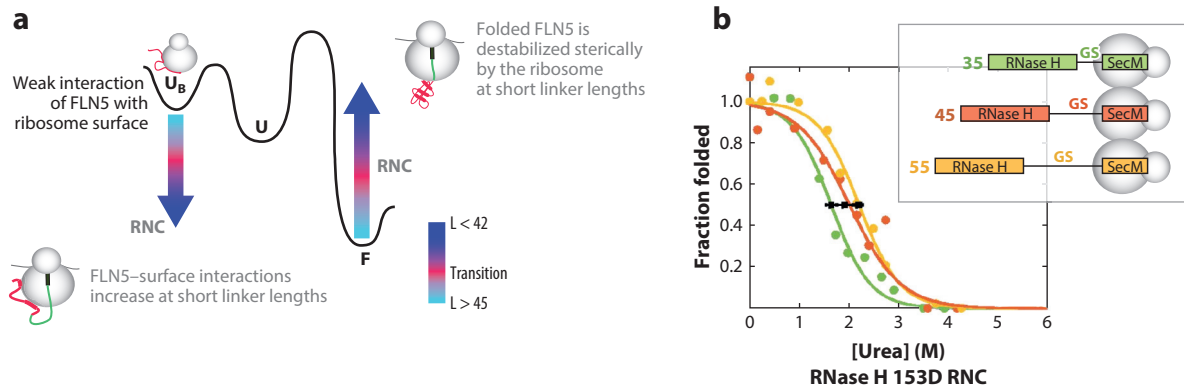 a
U_B
Weak interaction
of FLN5 with
ribosome surface
U
RNC
RNC
F
Folded FLN5 is
destabilized sterically
by the ribosome
at short linker lengths
FLN5–surface interactions
increase at short linker lengths
L < 42
Transition
L > 45
b
35 RNase H GS SecM
45 RNase H GS SecM
55 RNase H GS SecM
Fraction folded
1.0
0.8
0.6
0.4
0.2
0 1 2 3 4 5 6
[Urea] (M)
RNase H 153D RNC